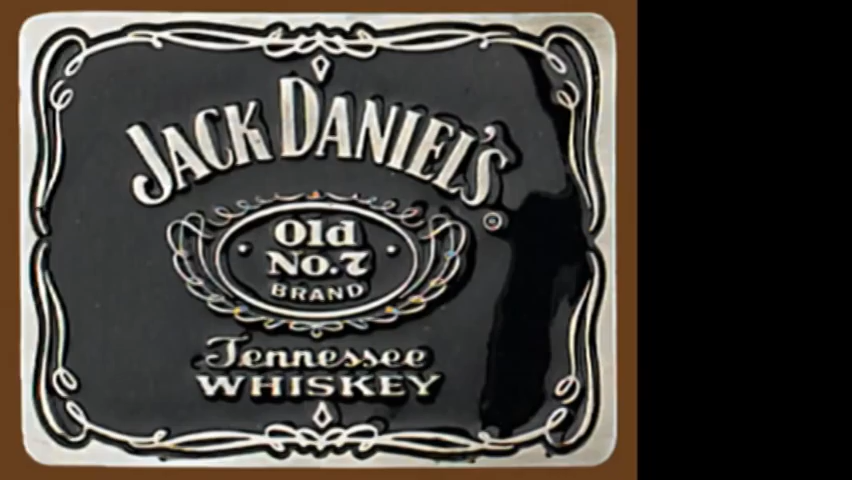 JACK DANIEL'S
®
Old
No.7
BRAND
Tennessee
WHISKEY